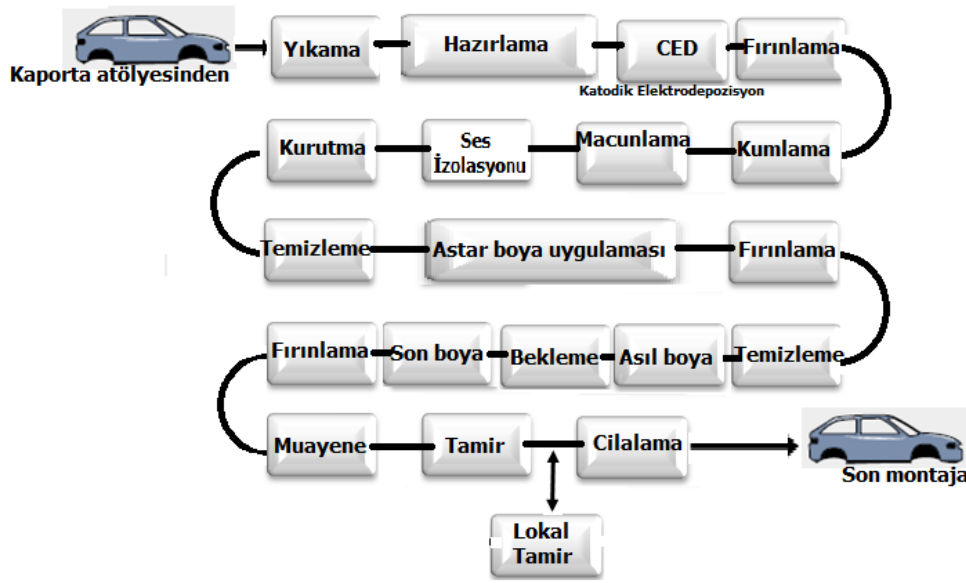 Kaporta atölyesinden
Yıkama
Hazırlama
CED
Katodik Elektrodepozisyon
Fırınlama
Kumlama
Macunlama
Ses
İzolasyonu
Kurutma
Temizleme
Astar boya uygulaması
Fırınlama
Temizleme
Asıl boya
Bekleme
Son boya
Fırınlama
Muayene
Tamir
Lokal
Tamir
Cilalama
Son montaja